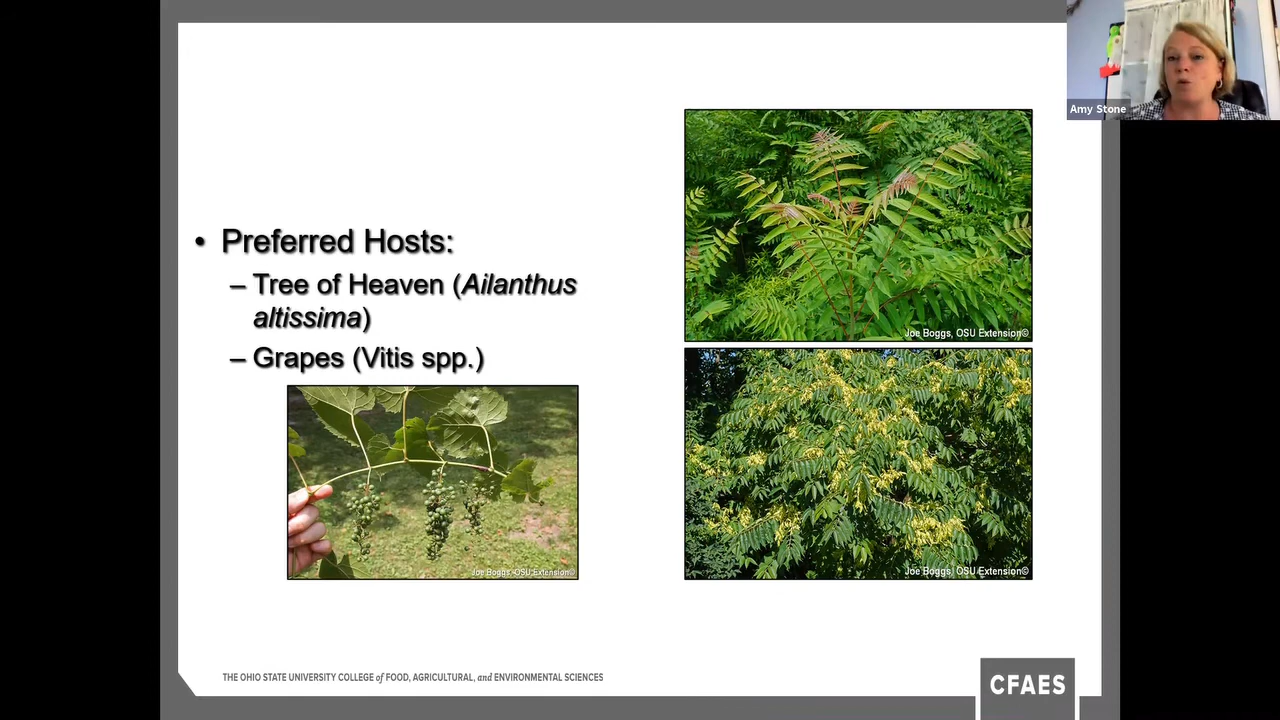 Amy Stone
• Preferred Hosts:
– Tree of Heaven (Ailanthus
altissima)
– Grapes (Vitis spp.)
Joe Boggs, OSU Extension©
Joe Boggs, OSU Extension©
Joe Boggs, OSU Extension©
THE OHIO STATE UNIVERSITY COLLEGE of FOOD, AGRICULTURAL, and ENVIRONMENTAL SCIENCES
CFAES